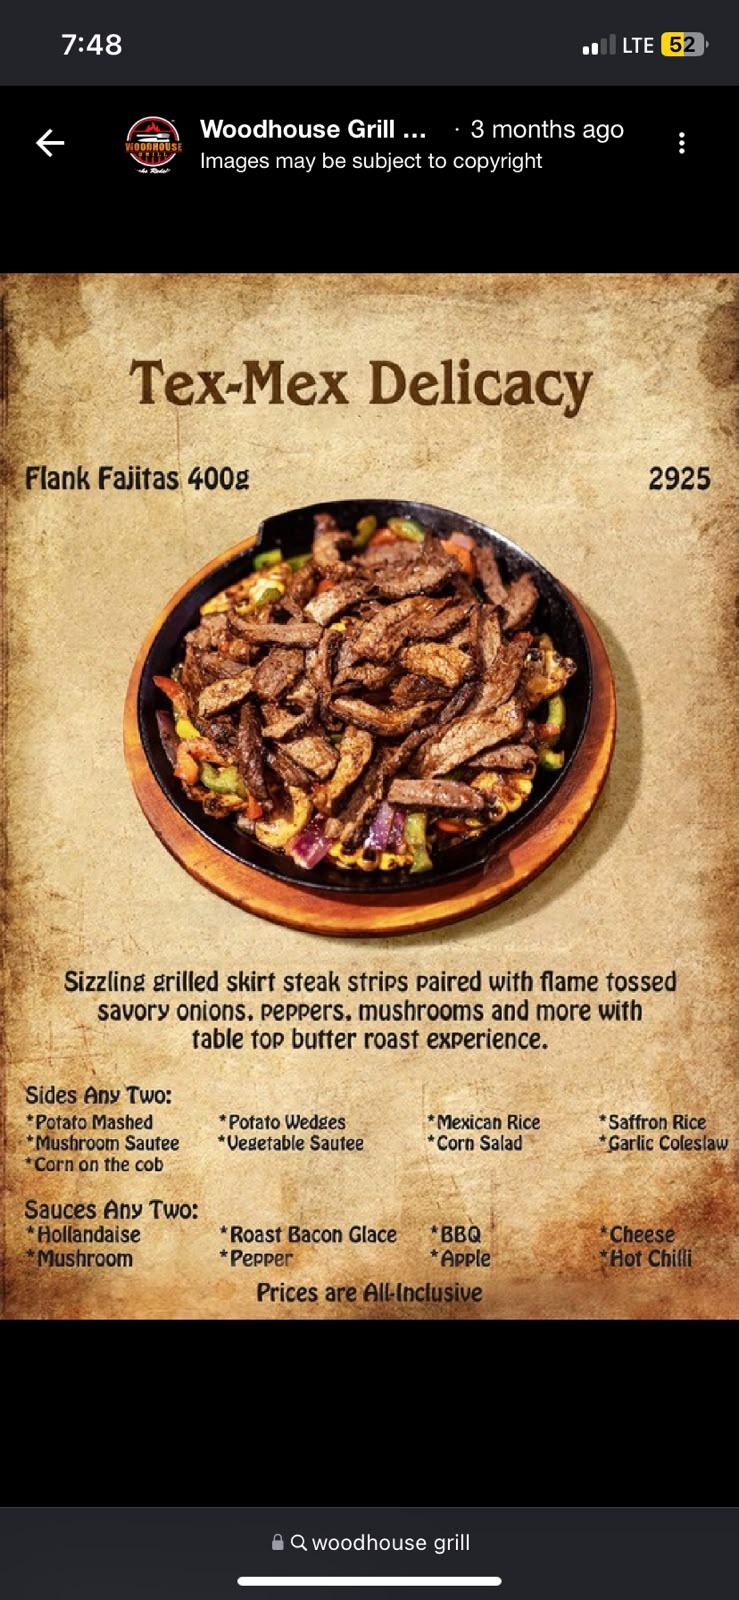 7:48
LTE 52
Woodhouse Grill ... · 3 months ago
WOODHOUSE
GRILL
Images may be subject to copyright
Tex-Mex Delicacy
Flank Fajitas 400g 2925
Sizzling grilled skirt steak strips paired with flame tossed
savory onions, peppers, mushrooms and more with
table top butter roast experience.
Sides Any Two:
*Potato Mashed *Potato Wedges *Mexican Rice *Saffron Rice
*Mushroom Sautee *Vegetable Sautee *Corn Salad *Garlic Coleslaw
*Corn on the cob
Sauces Any Two:
*Hollandaise *Roast Bacon Glace *BBQ *Cheese
*Mushroom *Pepper *Apple *Hot Chilli
Prices are All-Inclusive
woodhouse grill